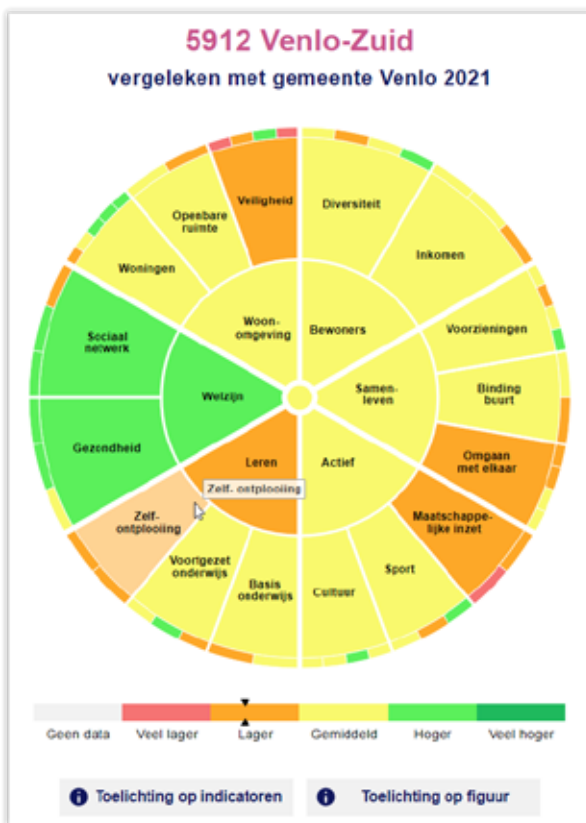 5912 Venlo-Zuid
vergeleken met gemeente Venlo 2021
Veiligheid
Diversiteit
Openbare
ruimte
Inkomen
Woningen
Woon-
omgeving
Bewoners
Voorzieningen
Sociaal
netwerk
Welzijn
Samen-
leven
Binding
buurt
Gezondheid
Leren
Actief
Omgaan
met elkaar
Zelf- ontplooiing
Zelf-
ontplooiing
Maatschappe-
lijke inzet
Voortgezet
onderwijs
Basis
onderwijs
Cultuur
Sport
Geen data
Veel lager
Lager
Gemiddeld
Hoger
Veel hoger
Toelichting op indicatoren
Toelichting op figuur